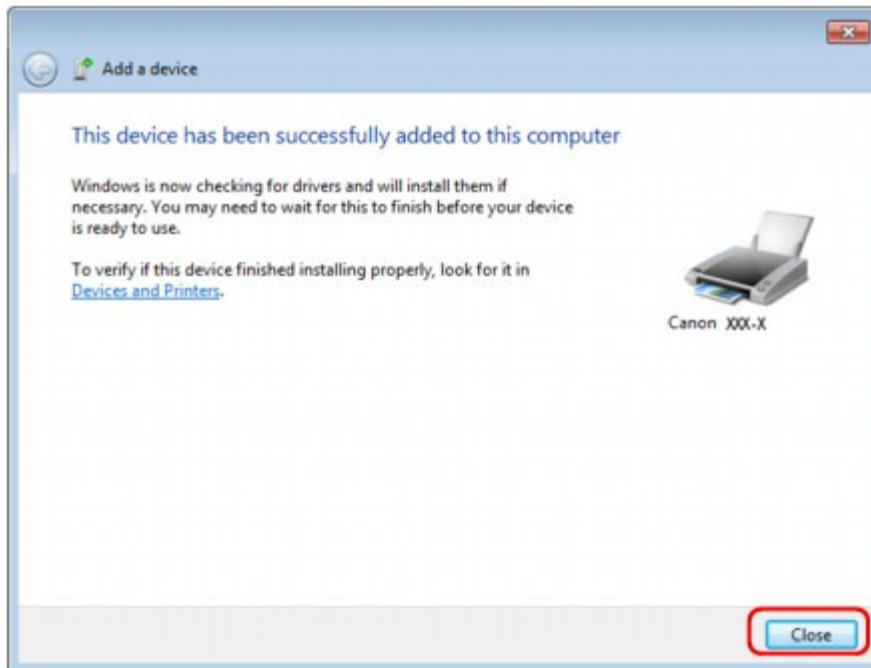 Add a device
This device has been successfully added to this computer
Windows is now checking for drivers and will install them if
necessary. You may need to wait for this to finish before your device
is ready to use.
To verify if this device finished installing properly, look for it in
Devices and Printers.
Canon XXX-X
Close